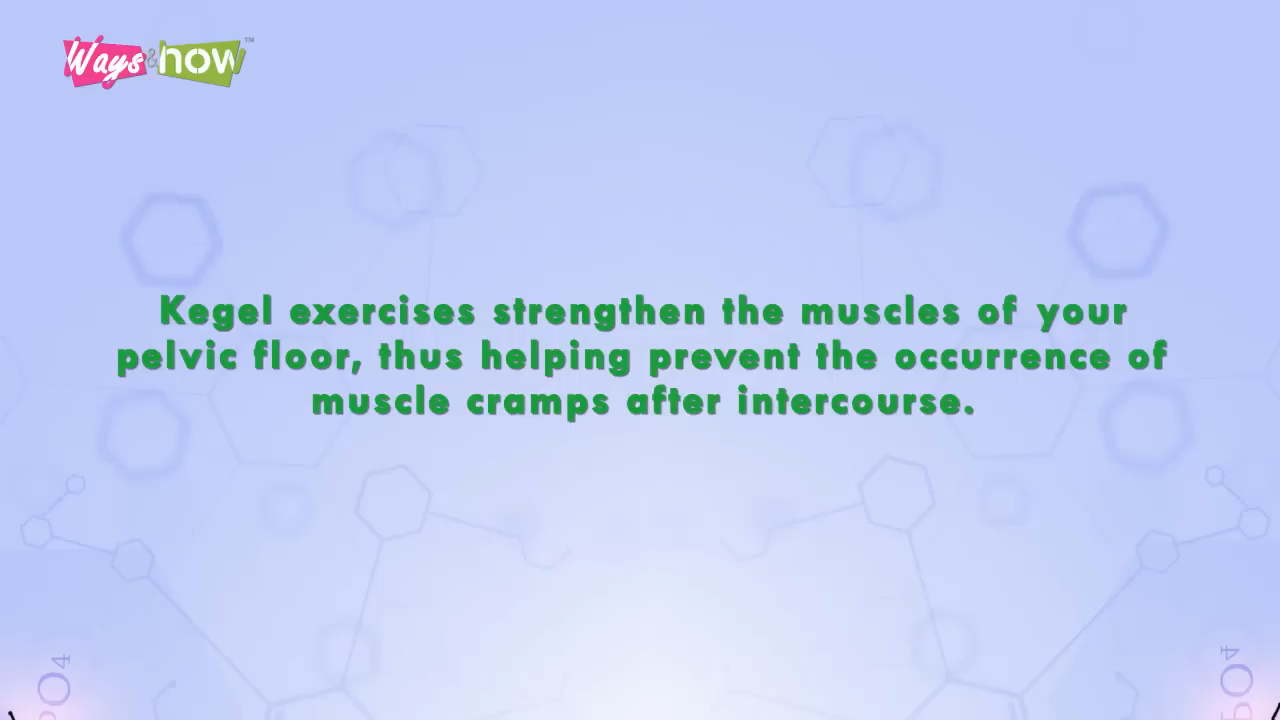 Ways&how™
Kegel exercises strengthen the muscles of your
pelvic floor, thus helping prevent the occurrence of
muscle cramps after intercourse.